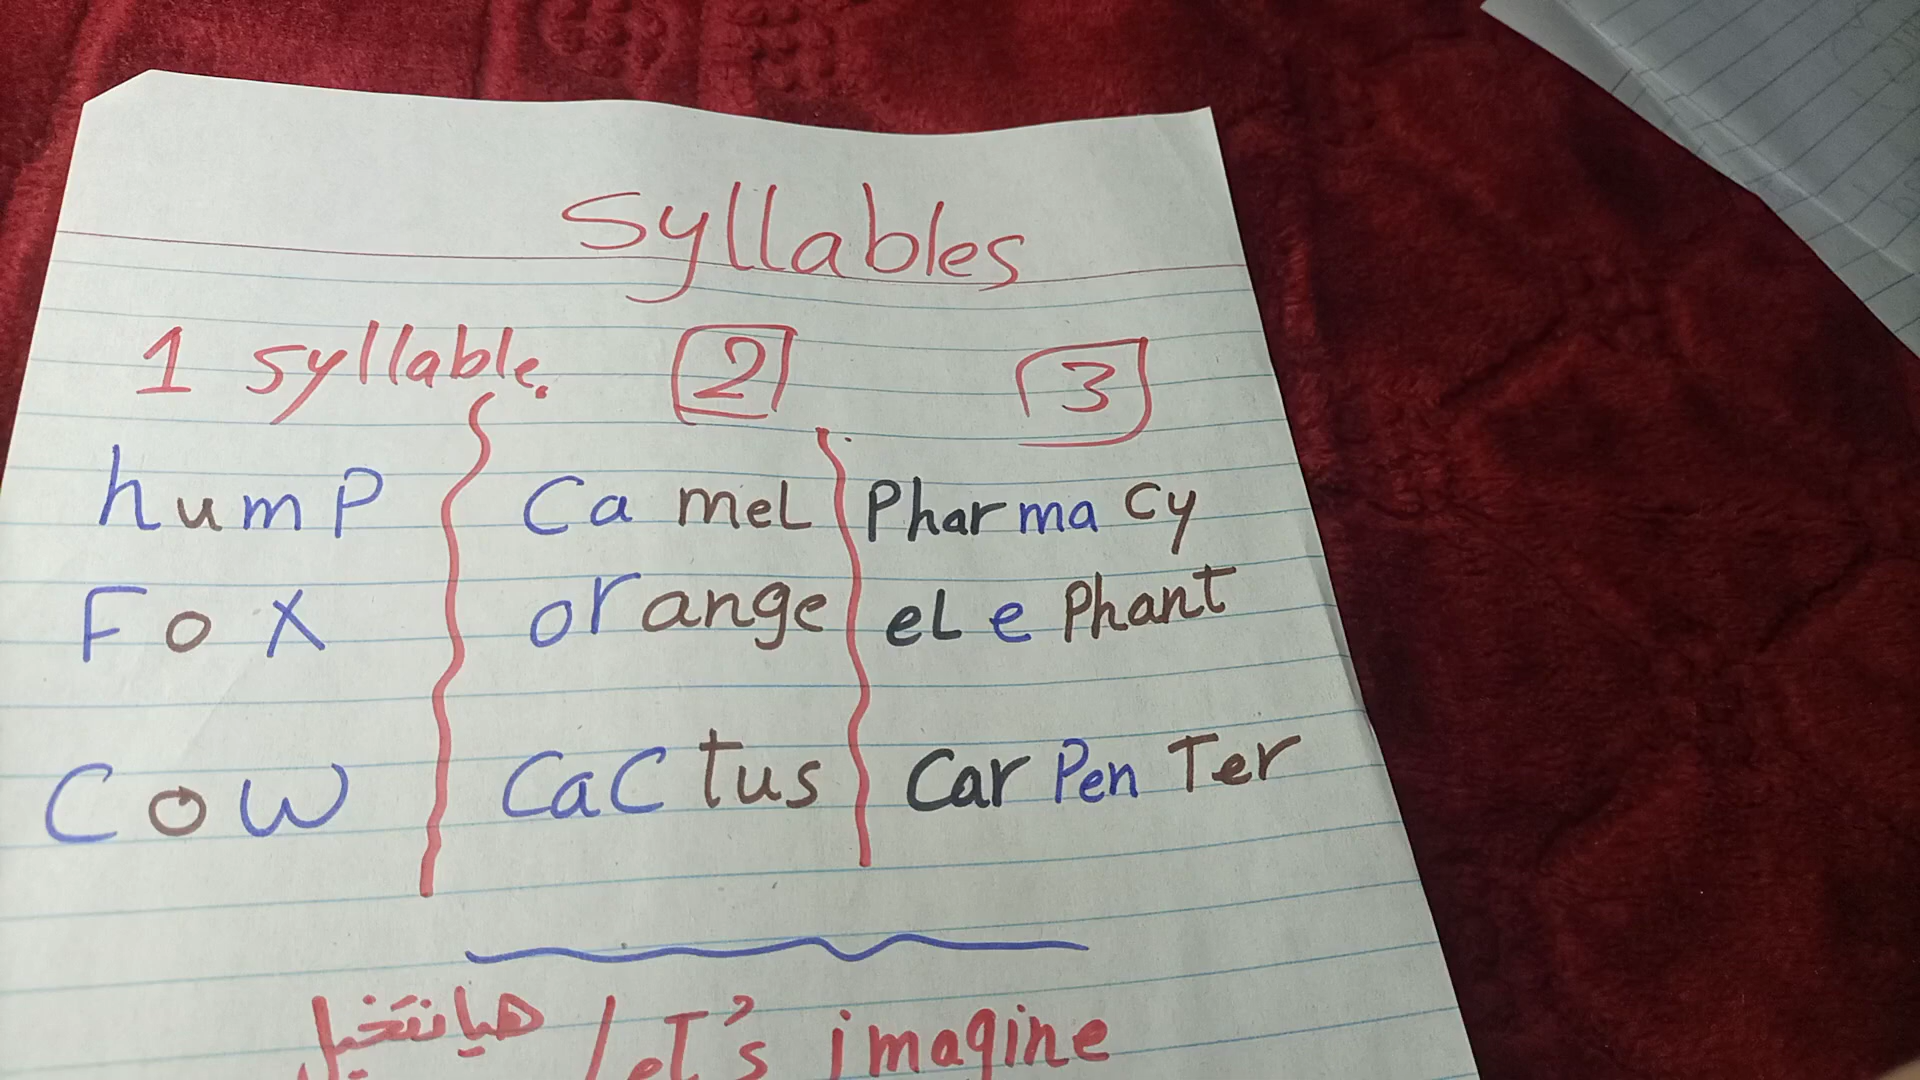 Syllables
1 syllable. 2 3
hump Ca meL Phar ma cy
Fox orange eL e Phant
Cow CaC Tus Car Pen Ter
هيا نتخيل / LeT's imagine